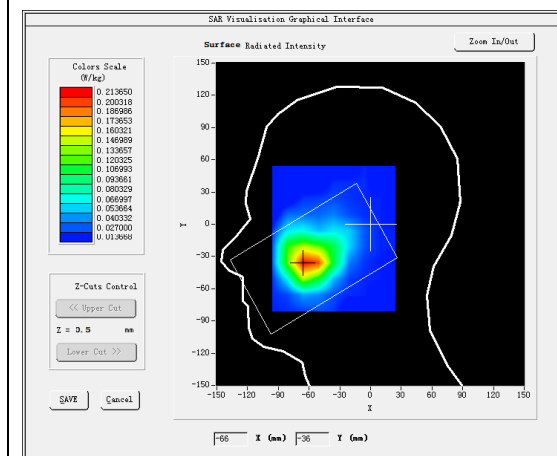 SAR Visualisation Graphical Interface
Surface Radiated Intensity
Zoom In/Out
Colors Scale
(W/kg)
0.213650
0.200318
0.186986
0.173653
0.160321
0.146989
0.133657
0.120325
0.106993
0.093661
0.080329
0.066997
0.053664
0.040332
0.027000
0.013668
Z-Cuts Control
<< Upper Cut
Z = 3.5 mm
Lower Cut >>
SAVE
Cancel
150
120
90
60
30
0
-30
-60
-90
-120
-150
Y
-150 -120 -90 -60 -30 0 30 60 90 120 150
X
-66 X (mm) -36 Y (mm)